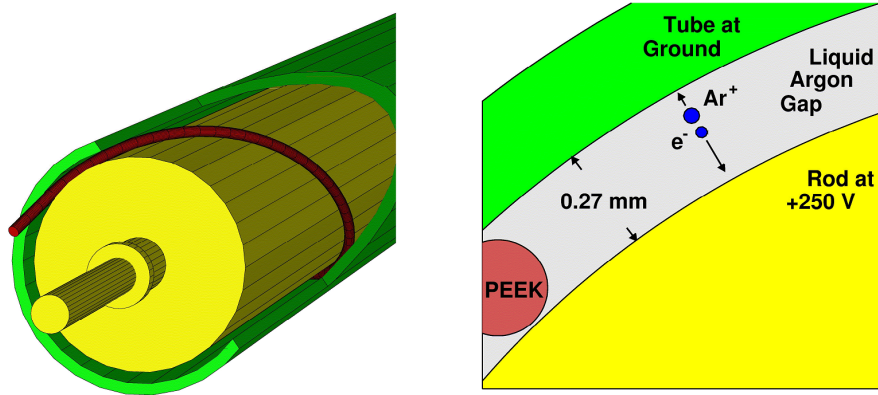 Tube at
Ground
Liquid
Argon
Gap
Ar+
e-
0.27 mm
Rod at
+250 V
PEEK